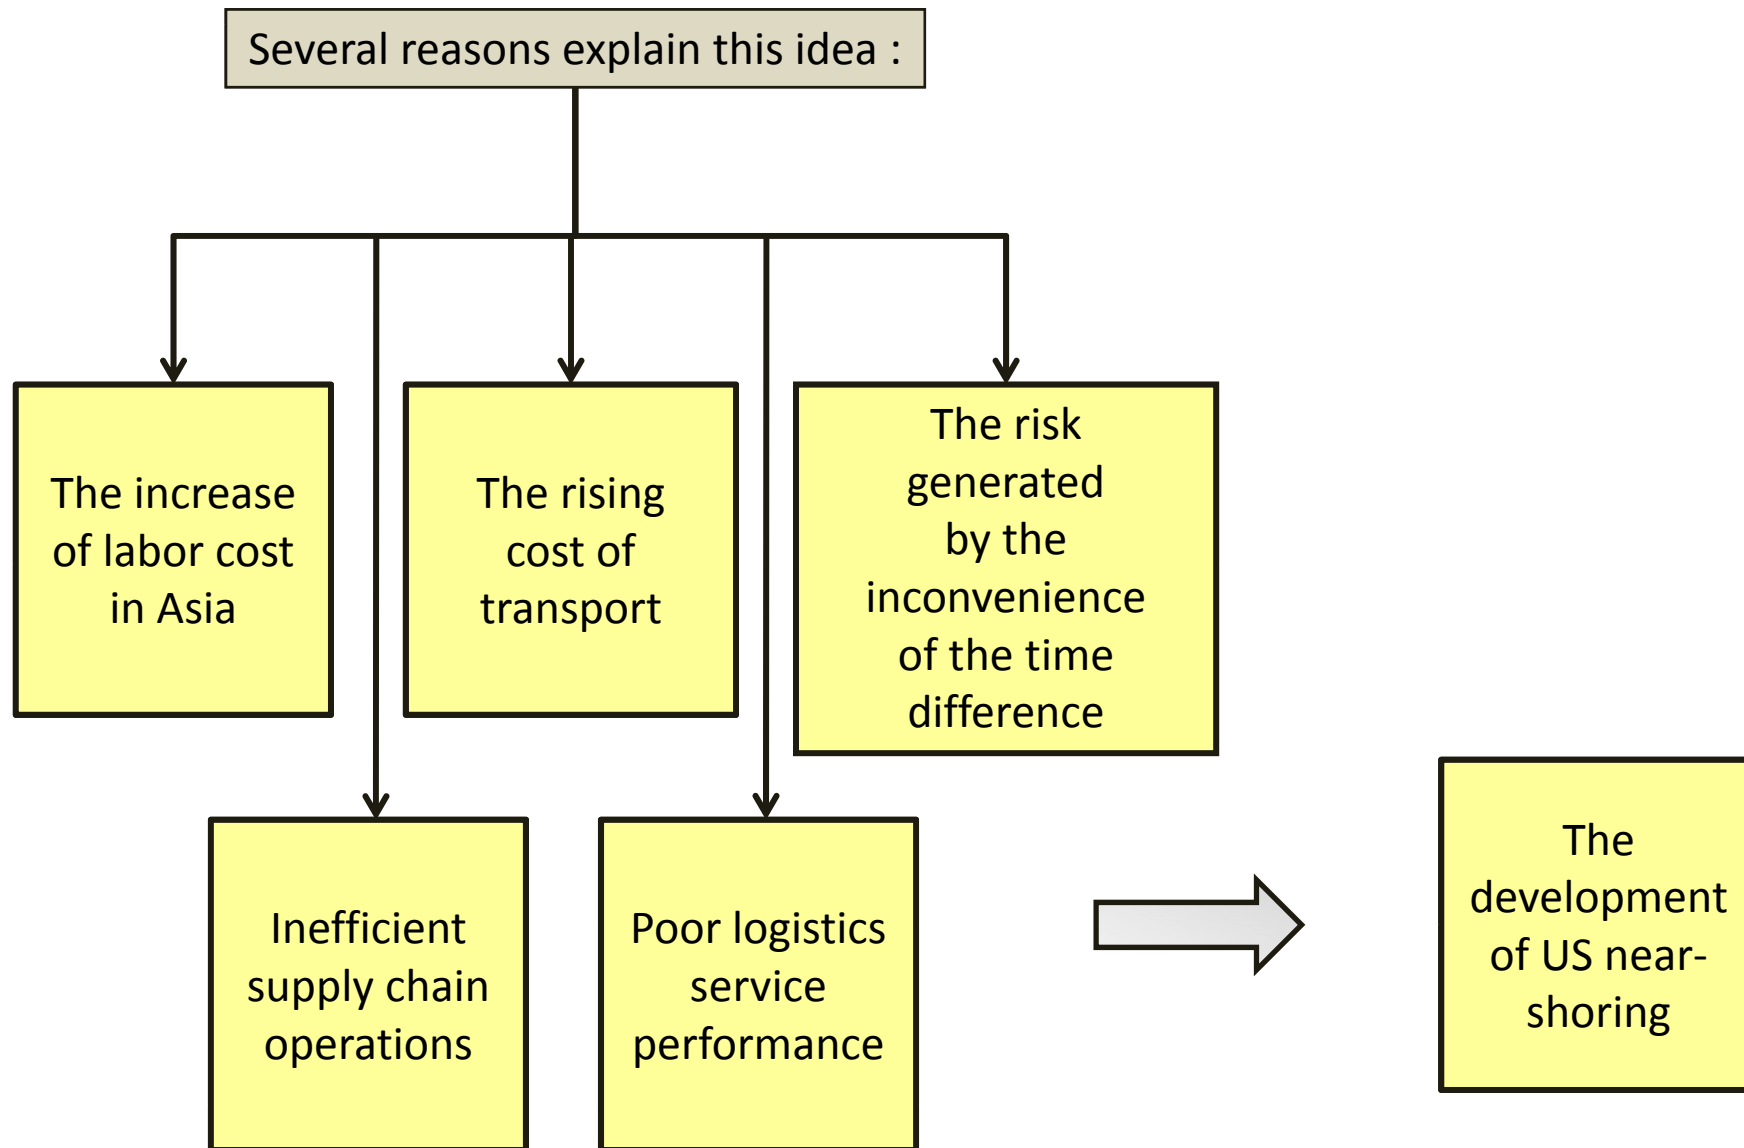 Several reasons explain this idea :
The increase
of labor cost
in Asia
The rising
cost of
transport
The risk
generated
by the
inconvenience
of the time
difference
Inefficient
supply chain
operations
Poor logistics
service
performance
The
development
of US near-
shoring